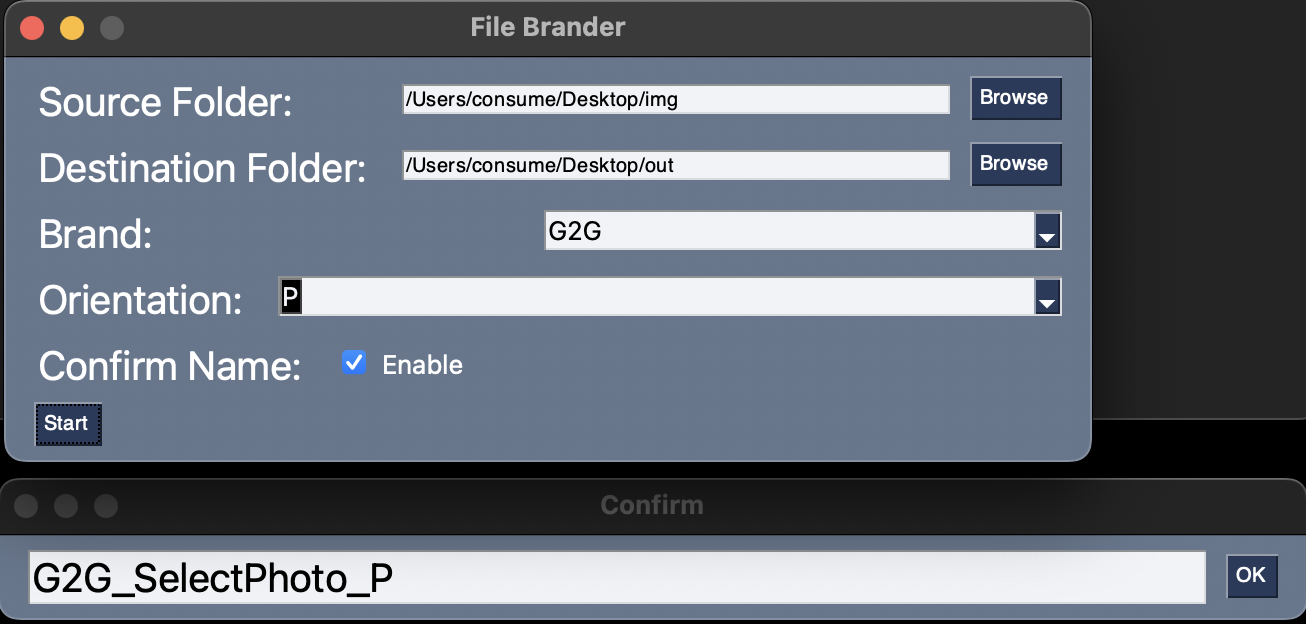 File Brander
Source Folder: /Users/consume/Desktop/img Browse
Destination Folder: /Users/consume/Desktop/out Browse
Brand: G2G
Orientation: P
Confirm Name: Enable
Start
Confirm
G2G_SelectPhoto_P OK